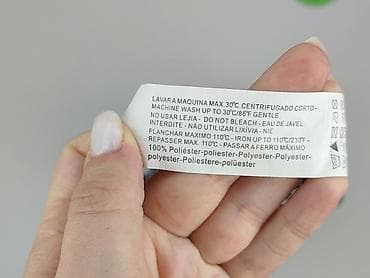 LAVAR A MAQUINA MAX.30°C.CENTRIFUGADO CORTO-
MACHINE WASH UP TO 30°C/86°F GENTLE
NO USAR LEJIA- DO NOT BLEACH - EAU DE JAVEL
INTERDITE - NÃO UTILIZAR LIXÍVIA - NIE
PLANCHAR MAXIMO 110°C- IRON UP TO 110°C/230°F-
REPASSER MAX. 110°C - PASSAR A FERRO MÁXIMO
100% Poliéster-poliester-Polyester-Polyester-
polyester-Poliestere-polüester